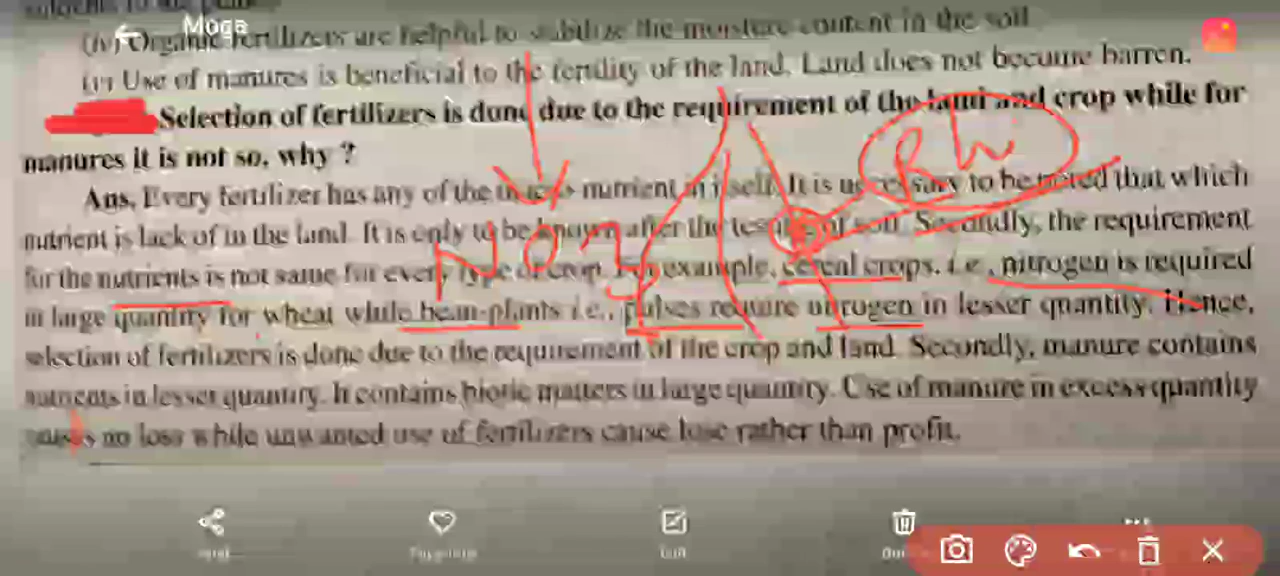 Moga
(iv) Organic fertilizers are helpful to stabilize the moisture content in the soil
(v) Use of manures is beneficial to the fertility of the land. Land does not become barren.
Selection of fertilizers is done due to the requirement of the land and crop while for
manures it is not so, why ?
Ans. Every fertilizer has any of the nutrient in itself. It is necessary to be noted that which
nutrient is lack of in the land. It is only to be known after the testing of soil. Secondly, the requirement
for the nutrients is not same for every type of crop. For example, cereal crops. i.e., nitrogen is required
in large quantity for wheat while bean-plants i.e., pulses require nitrogen in lesser quantity. Hence,
selection of fertilizers is done due to the requirement of the crop and land. Secondly, manure contains
nutrients in lesser quantity. It contains biotic matters in large quantity. Use of manure in excess quantity
causes no loss while unwanted use of fertilizers cause lose rather than profit.
NO3
Rh
Send
Favourite
Edit